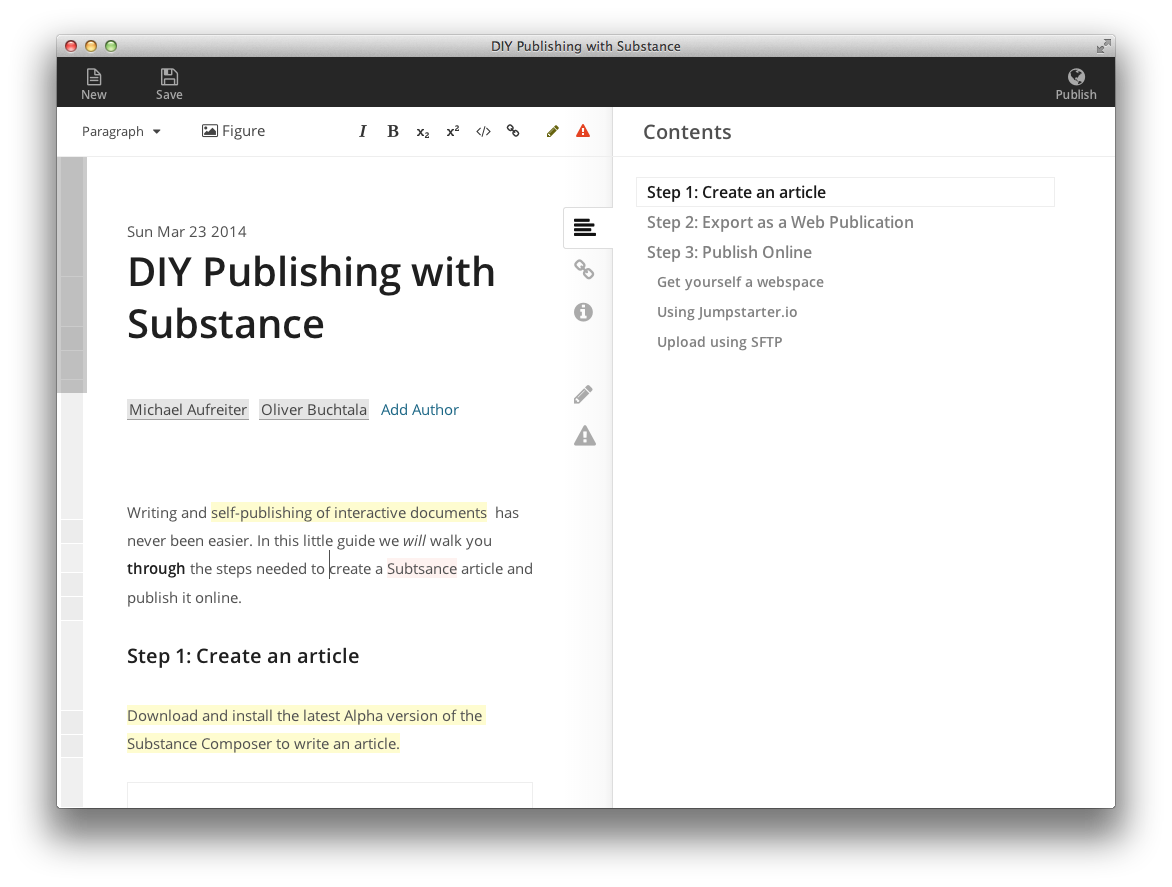 DIY Publishing with Substance
New Save Publish
Paragraph Figure I B x₂ x² </>
Contents
Sun Mar 23 2014
DIY Publishing with
Substance
Michael Aufreiter Oliver Buchtala Add Author
Writing and self-publishing of interactive documents has
never been easier. In this little guide we will walk you
through the steps needed to create a Subtsance article and
publish it online.
Step 1: Create an article
Download and install the latest Alpha version of the
Substance Composer to write an article.
Step 1: Create an article
Step 2: Export as a Web Publication
Step 3: Publish Online
Get yourself a webspace
Using Jumpstarter.io
Upload using SFTP